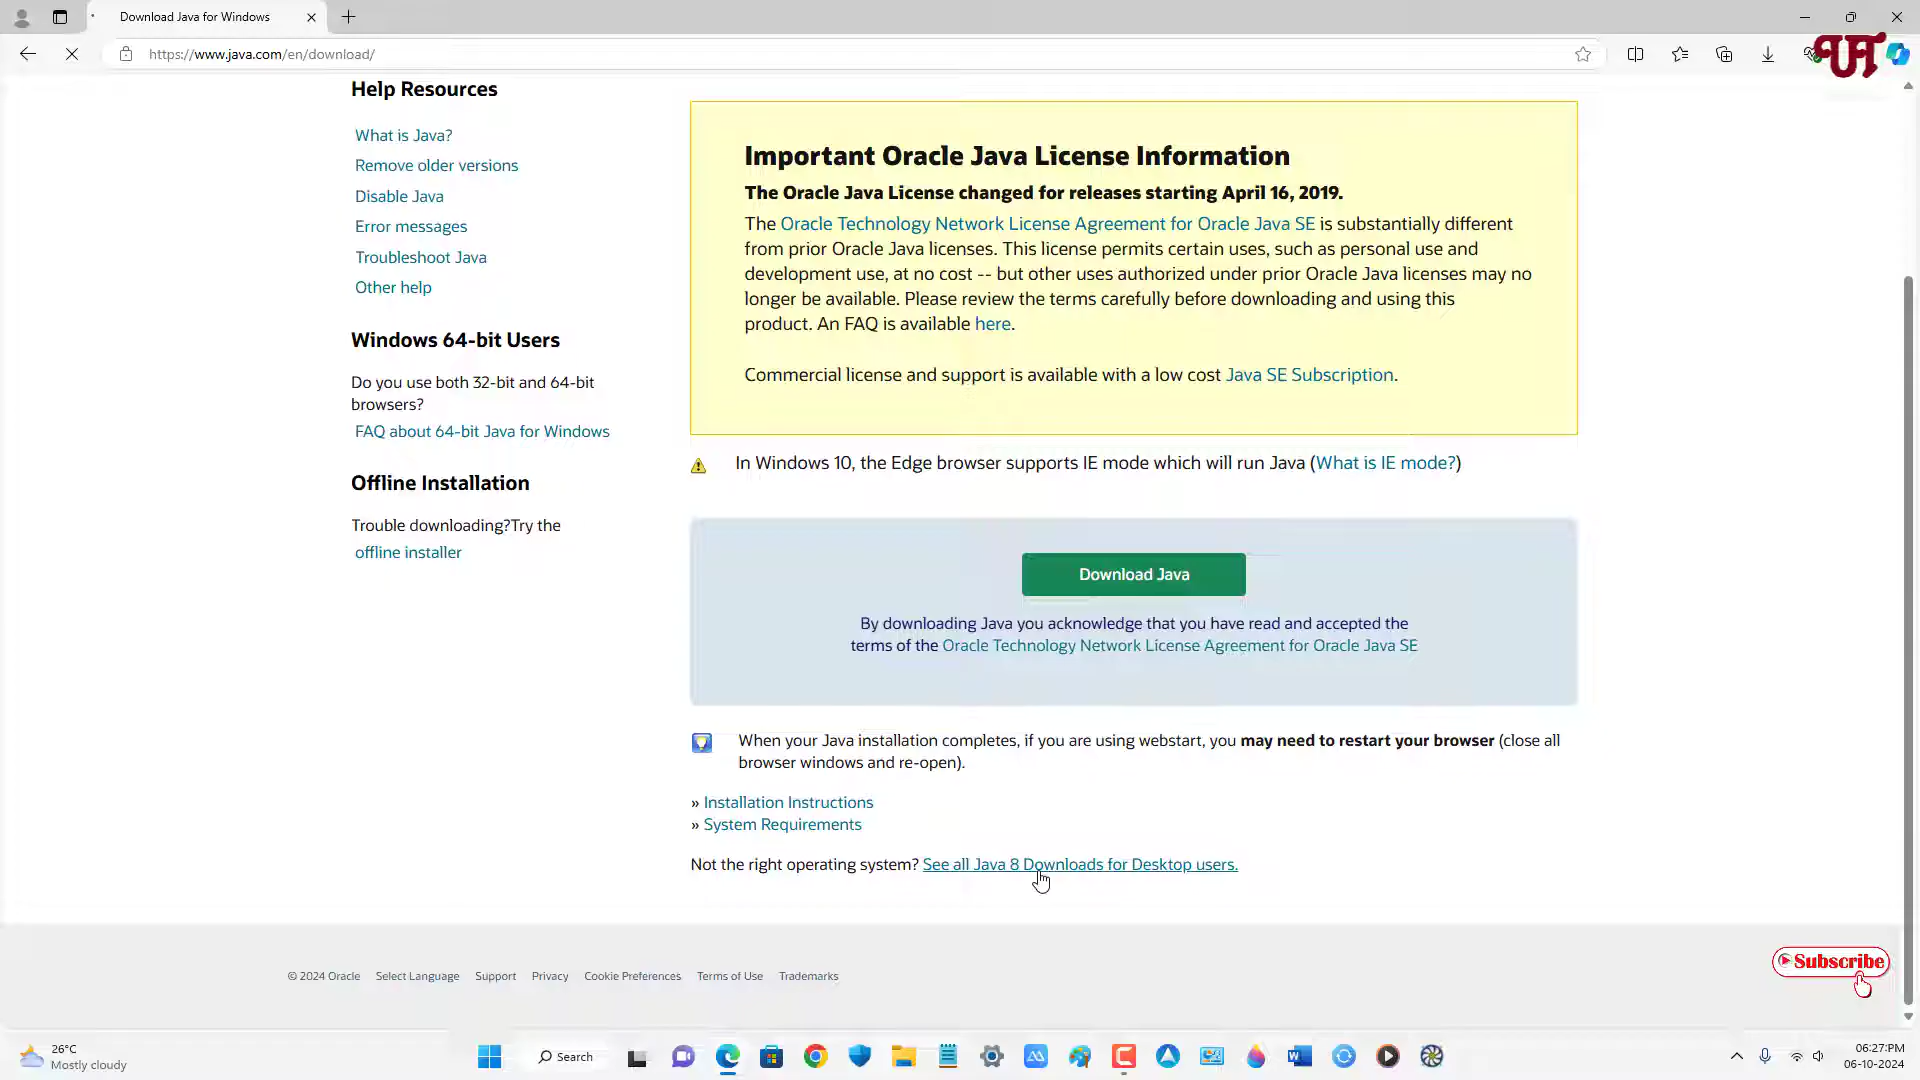 Download Java for Windows
https://www.java.com/en/download/
UAT
Help Resources
What is Java?
Remove older versions
Disable Java
Error messages
Troubleshoot Java
Other help
Windows 64-bit Users
Do you use both 32-bit and 64-bit
browsers?
FAQ about 64-bit Java for Windows
Offline Installation
Trouble downloading?Try the
offline installer
Important Oracle Java License Information
The Oracle Java License changed for releases starting April 16, 2019.
The Oracle Technology Network License Agreement for Oracle Java SE is substantially different
from prior Oracle Java licenses. This license permits certain uses, such as personal use and
development use, at no cost -- but other uses authorized under prior Oracle Java licenses may no
longer be available. Please review the terms carefully before downloading and using this
product. An FAQ is available here.
Commercial license and support is available with a low cost Java SE Subscription.
In Windows 10, the Edge browser supports IE mode which will run Java (What is IE mode?)
Download Java
By downloading Java you acknowledge that you have read and accepted the
terms of the Oracle Technology Network License Agreement for Oracle Java SE
When your Java installation completes, if you are using webstart, you may need to restart your browser (close all
browser windows and re-open).
» Installation Instructions
» System Requirements
Not the right operating system? See all Java 8 Downloads for Desktop users.
© 2024 Oracle Select Language Support Privacy Cookie Preferences Terms of Use Trademarks
Subscribe
26°C
Mostly cloudy
Search
06:27:PM
06-10-2024